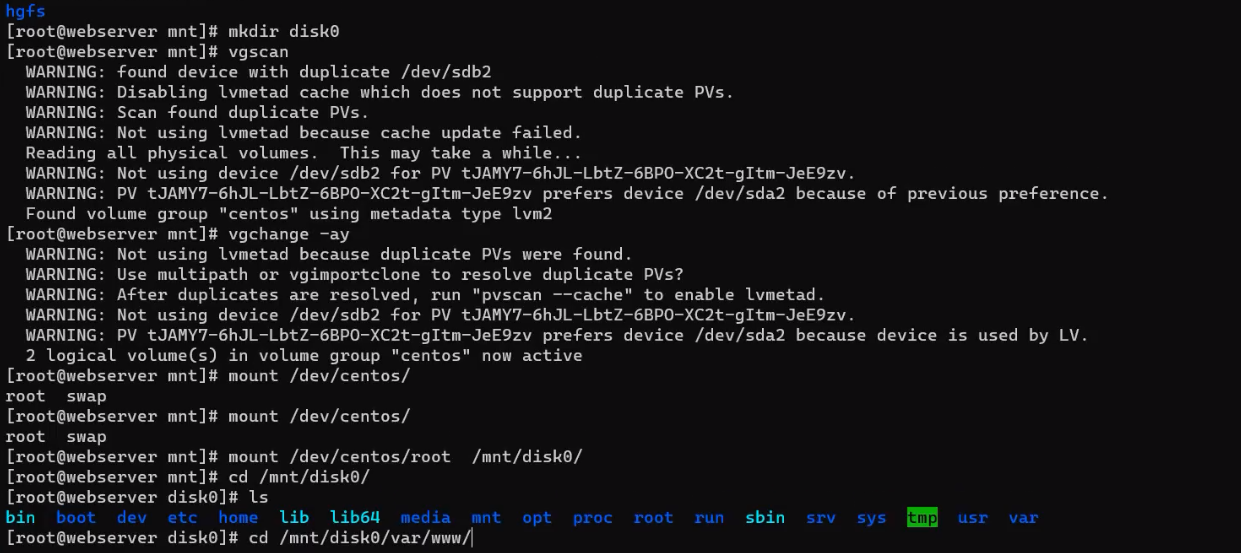 hgfs
[root@webserver mnt]# mkdir disk0
[root@webserver mnt]# vgscan
  WARNING: found device with duplicate /dev/sdb2
  WARNING: Disabling lvmetad cache which does not support duplicate PVs.
  WARNING: Scan found duplicate PVs.
  WARNING: Not using lvmetad because cache update failed.
  Reading all physical volumes.  This may take a while...
  WARNING: Not using device /dev/sdb2 for PV tJAMY7-6hJL-LbtZ-6BPO-XC2t-gItm-JeE9zv.
  WARNING: PV tJAMY7-6hJL-LbtZ-6BPO-XC2t-gItm-JeE9zv prefers device /dev/sda2 because of previous preference.
  Found volume group "centos" using metadata type lvm2
[root@webserver mnt]# vgchange -ay
  WARNING: Not using lvmetad because duplicate PVs were found.
  WARNING: Use multipath or vgimportclone to resolve duplicate PVs?
  WARNING: After duplicates are resolved, run "pvscan --cache" to enable lvmetad.
  WARNING: Not using device /dev/sdb2 for PV tJAMY7-6hJL-LbtZ-6BPO-XC2t-gItm-JeE9zv.
  WARNING: PV tJAMY7-6hJL-LbtZ-6BPO-XC2t-gItm-JeE9zv prefers device /dev/sda2 because device is used by LV.
  2 logical volume(s) in volume group "centos" now active
[root@webserver mnt]# mount /dev/centos/
root  swap
[root@webserver mnt]# mount /dev/centos/
root  swap
[root@webserver mnt]# mount /dev/centos/root  /mnt/disk0/
[root@webserver mnt]# cd /mnt/disk0/
[root@webserver disk0]# ls
bin  boot  dev  etc  home  lib  lib64  media  mnt  opt  proc  root  run  sbin  srv  sys  tmp  usr  var
[root@webserver disk0]# cd /mnt/disk0/var/www/